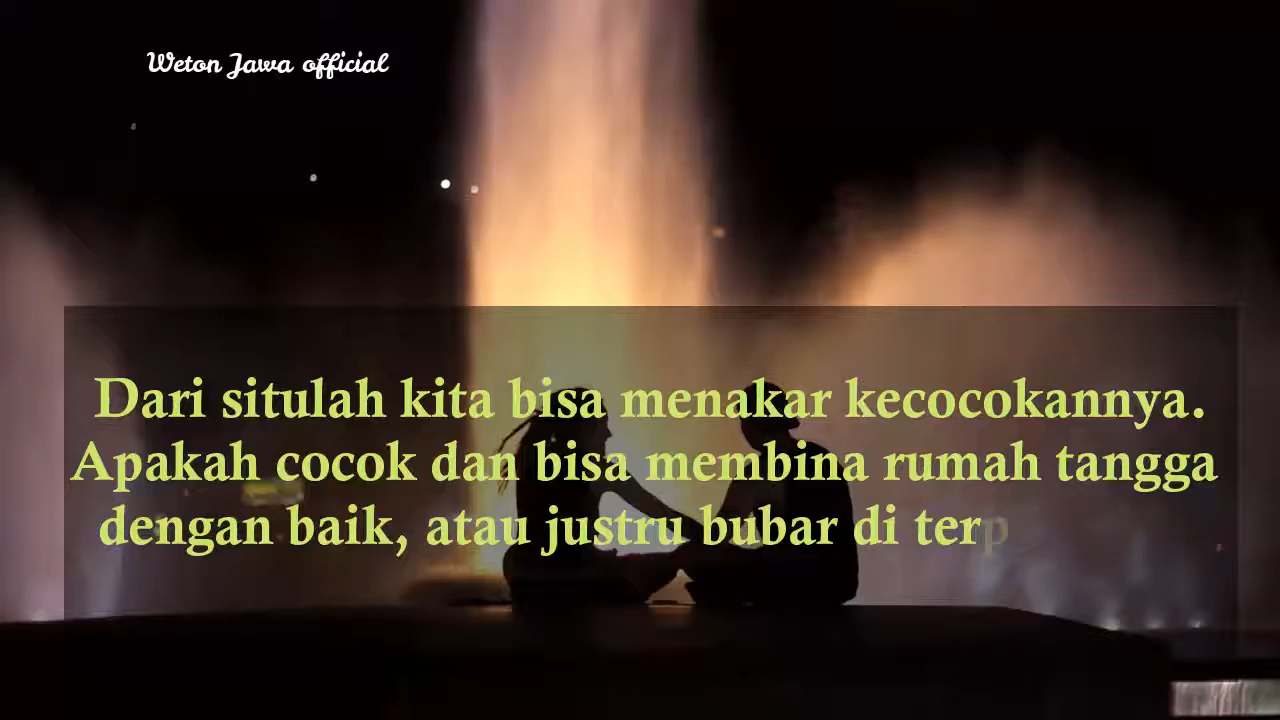 Weton Jawa official
Dari situlah kita bisa menakar kecocokannya.
Apakah cocok dan bisa membina rumah tangga
dengan baik, atau justru bubar di terp